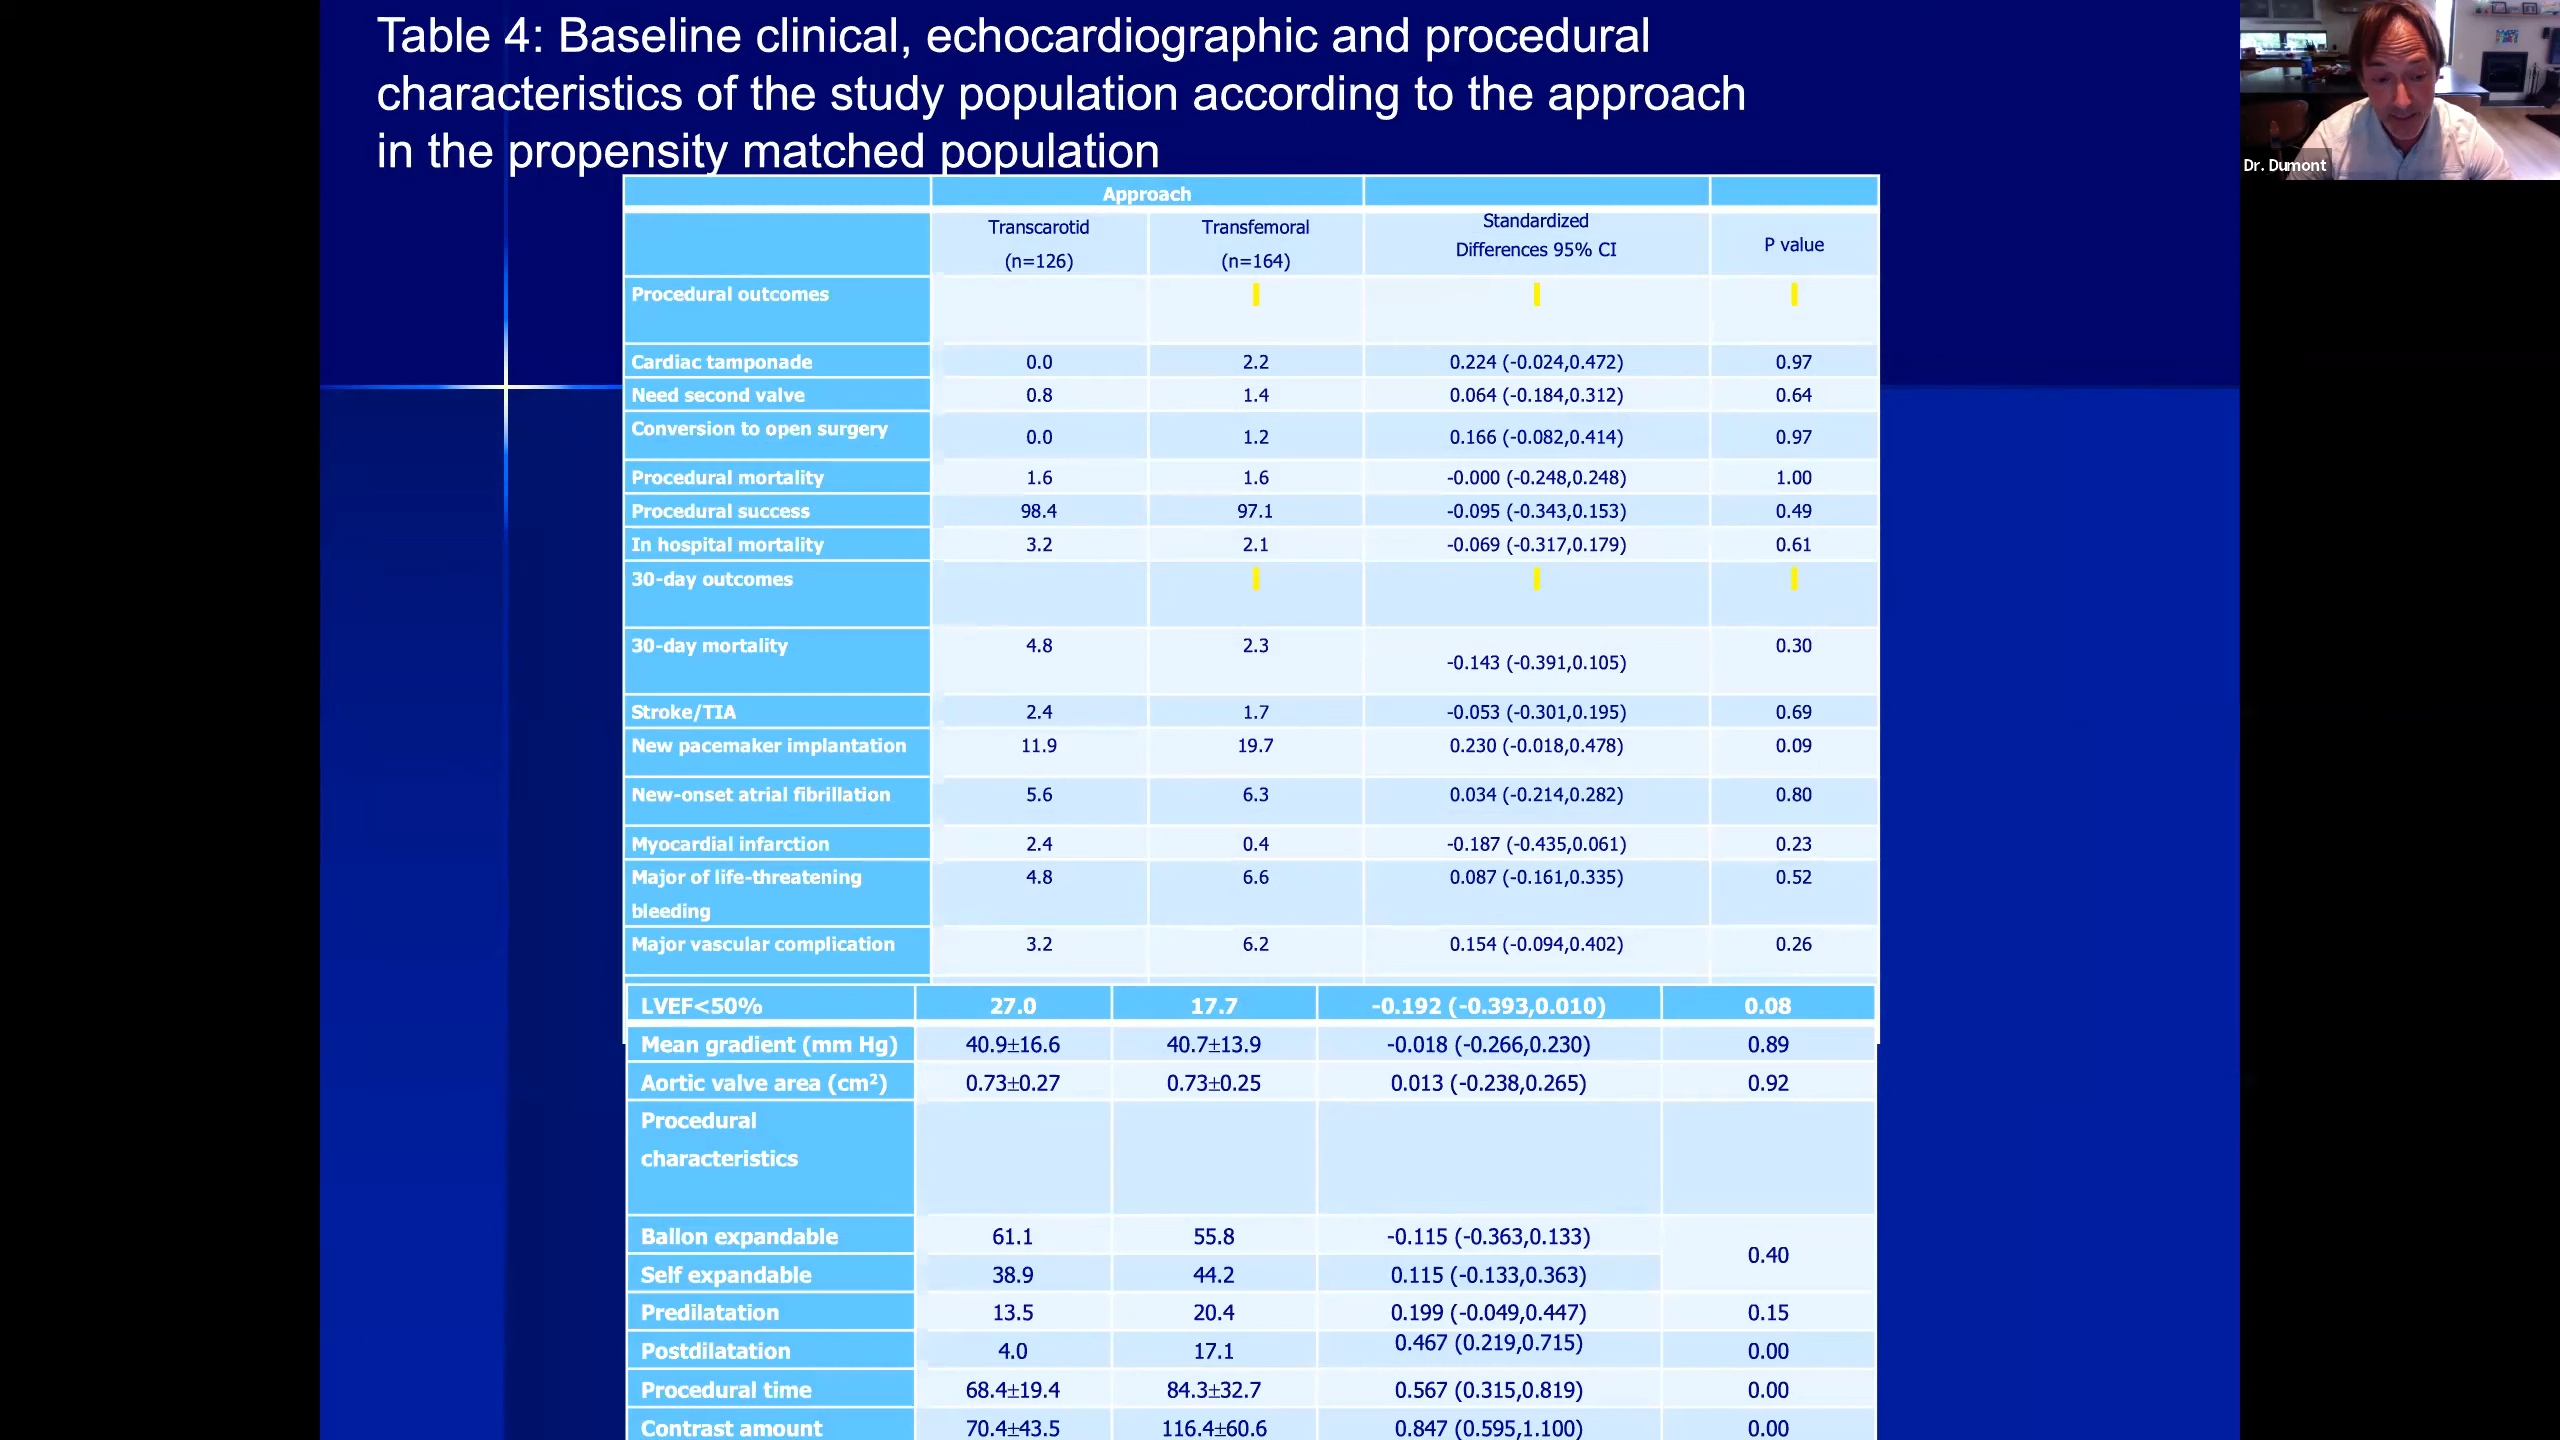 Table 4: Baseline clinical, echocardiographic and procedural
characteristics of the study population according to the approach
in the propensity matched population
Dr. Dumont
Approach
Transcarotid (n=126) Transfemoral (n=164) Standardized Differences 95% CI P value
Procedural outcomes
Cardiac tamponade 0.0 2.2 0.224 (-0.024,0.472) 0.97
Need second valve 0.8 1.4 0.064 (-0.184,0.312) 0.64
Conversion to open surgery 0.0 1.2 0.166 (-0.082,0.414) 0.97
Procedural mortality 1.6 1.6 -0.000 (-0.248,0.248) 1.00
Procedural success 98.4 97.1 -0.095 (-0.343,0.153) 0.49
In hospital mortality 3.2 2.1 -0.069 (-0.317,0.179) 0.61
30-day outcomes
30-day mortality 4.8 2.3 -0.143 (-0.391,0.105) 0.30
Stroke/TIA 2.4 1.7 -0.053 (-0.301,0.195) 0.69
New pacemaker implantation 11.9 19.7 0.230 (-0.018,0.478) 0.09
New-onset atrial fibrillation 5.6 6.3 0.034 (-0.214,0.282) 0.80
Myocardial infarction 2.4 0.4 -0.187 (-0.435,0.061) 0.23
Major of life-threatening bleeding 4.8 6.6 0.087 (-0.161,0.335) 0.52
Major vascular complication 3.2 6.2 0.154 (-0.094,0.402) 0.26
LVEF<50% 27.0 17.7 -0.192 (-0.393,0.010) 0.08
Mean gradient (mm Hg) 40.9±16.6 40.7±13.9 -0.018 (-0.266,0.230) 0.89
Aortic valve area (cm²) 0.73±0.27 0.73±0.25 0.013 (-0.238,0.265) 0.92
Procedural
characteristics
Ballon expandable 61.1 55.8 -0.115 (-0.363,0.133) 0.40
Self expandable 38.9 44.2 0.115 (-0.133,0.363)
Predilatation 13.5 20.4 0.199 (-0.049,0.447) 0.15
Postdilatation 4.0 17.1 0.467 (0.219,0.715) 0.00
Procedural time 68.4±19.4 84.3±32.7 0.567 (0.315,0.819) 0.00
Contrast amount 70.4±43.5 116.4±60.6 0.847 (0.595,1.100) 0.00